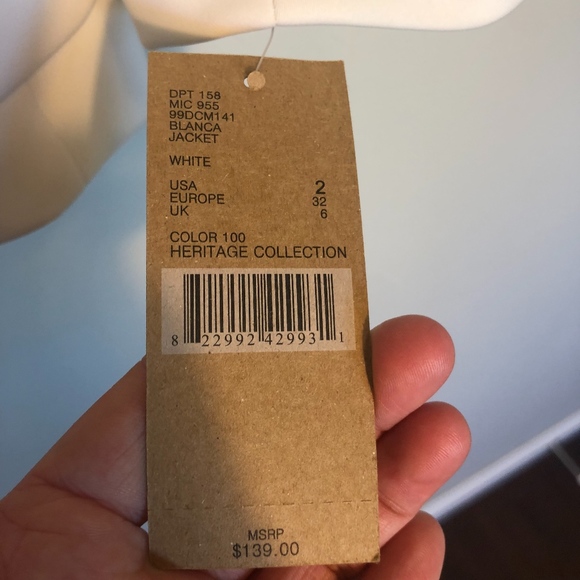 DPT 158
MIC 955
99DCM141
BLANCA
JACKET
WHITE
USA 2
EUROPE 32
UK 6
COLOR 100
HERITAGE COLLECTION
8 22992 42993 1
MSRP
$139.00